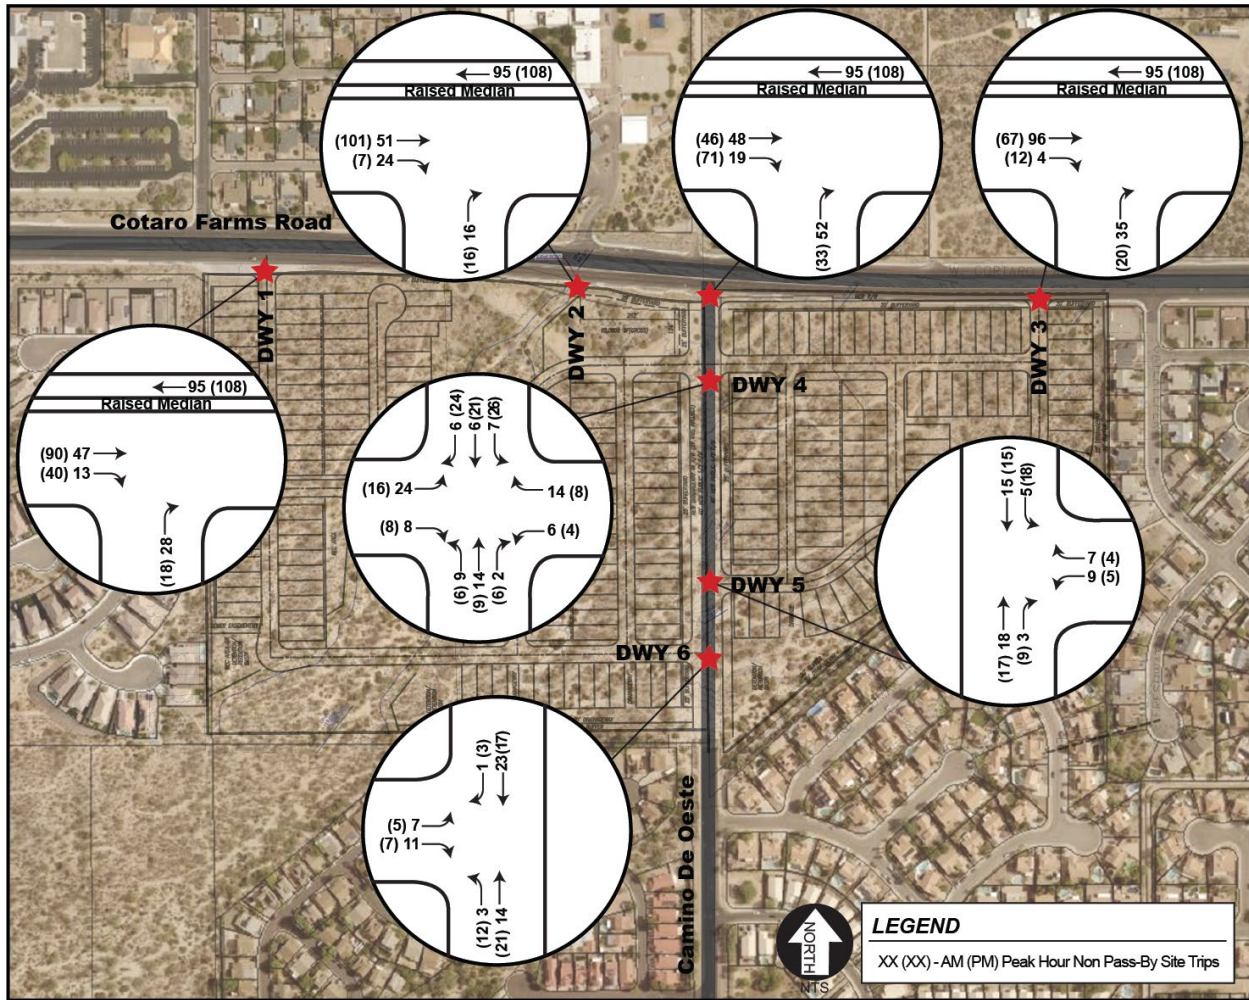 95 (108)
Raised Median
(101) 51
(7) 24
(16) 16
95 (108)
Raised Median
(46) 48
(71) 19
(33) 52
95 (108)
Raised Median
(67) 96
(12) 4
(20) 35
Cotaro Farms Road
DWY 1
DWY 2
DWY 3
95 (108)
Raised Median
(90) 47
(40) 13
(18) 28
6 (24)
6 (21)
7 (26)
(16) 24
14 (8)
(8) 8
6 (4)
(6) 9
(9) 14
(6) 2
DWY 4
15 (15)
5 (18)
7 (4)
9 (5)
(17) 18
(9) 3
DWY 5
DWY 6
1 (3)
23(17)
(5) 7
(7) 11
(12) 3
(21) 14
Camino De Oeste
NORTH
NTS
LEGEND
XX (XX) - AM (PM) Peak Hour Non Pass-By Site Trips